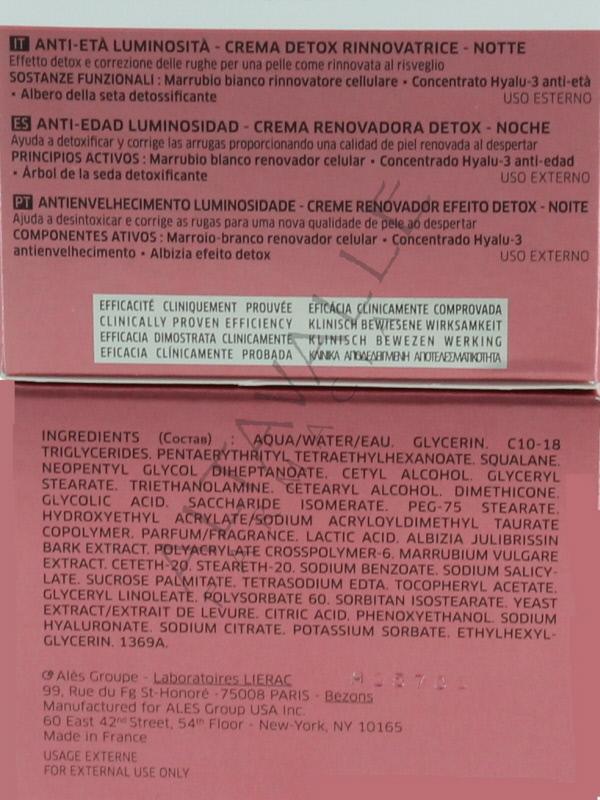 IT ANTI-ETÀ LUMINOSITÀ - CREMA DETOX RINNOVATRICE - NOTTE
Effetto detox e correzione delle rughe per una pelle come rinnovata al risveglio
SOSTANZE FUNZIONALI : Marrubio bianco rinnovatore cellulare • Concentrato Hyalu-3 anti-età
• Albero della seta detossificante USO ESTERNO
ES ANTI-EDAD LUMINOSIDAD - CREMA RENOVADORA DETOX - NOCHE
Ayuda a detoxificar y corrige las arrugas proporcionando una calidad de piel renovada al despertar
PRINCIPIOS ACTIVOS : Marrubio blanco renovador celular • Concentrado Hyalu-3 anti-edad
• Árbol de la seda detoxificante USO EXTERNO
PT ANTIENVELHECIMENTO LUMINOSIDADE - CREME RENOVADOR EFEITO DETOX - NOITE
Ajuda a desintoxicar e corrige as rugas para uma nova qualidade de pele ao despertar
COMPONENTES ATIVOS : Marroio-branco renovador celular • Concentrado Hyalu-3
antienvelhecimento • Albizia efeito detox USO EXTERNO
EFFICACITÉ CLINIQUEMENT PROUVÉE EFICÁCIA CLINICAMENTE COMPROVADA
CLINICALLY PROVEN EFFICIENCY KLINISCH BEWIESENE WIRKSAMKEIT
EFFICACIA DIMOSTRATA CLINICAMENTE KLINISCH BEWEZEN WERKING
EFICACIA CLÍNICAMENTE PROBADA ΚΛΙΝΙΚΑ ΑΠΟΔΕΔΕΙΓΜΕΝΗ ΑΠΟΤΕΛΕΣΜΑΤΙΚΟΤΗΤΑ
INGREDIENTS (Состав) : AQUA/WATER/EAU. GLYCERIN. C10-18
TRIGLYCERIDES. PENTAERYTHRITYL TETRAETHYLHEXANOATE. SQUALANE.
NEOPENTYL GLYCOL DIHEPTANOATE. CETYL ALCOHOL. GLYCERYL
STEARATE. TRIETHANOLAMINE. CETEARYL ALCOHOL. DIMETHICONE.
GLYCOLIC ACID. SACCHARIDE ISOMERATE. PEG-75 STEARATE.
HYDROXYETHYL ACRYLATE/SODIUM ACRYLOYLDIMETHYL TAURATE
COPOLYMER. PARFUM/FRAGRANCE. LACTIC ACID. ALBIZIA JULIBRISSIN
BARK EXTRACT. POLYACRYLATE CROSSPOLYMER-6. MARRUBIUM VULGARE
EXTRACT. CETETH-20. STEARETH-20. SODIUM BENZOATE. SODIUM SALICY-
LATE. SUCROSE PALMITATE. TETRASODIUM EDTA. TOCOPHERYL ACETATE.
GLYCERYL LINOLEATE. POLYSORBATE 60. SORBITAN ISOSTEARATE. YEAST
EXTRACT/EXTRAIT DE LEVURE. CITRIC ACID. PHENOXYETHANOL. SODIUM
HYALURONATE. SODIUM CITRATE. POTASSIUM SORBATE. ETHYLHEXYL-
GLYCERIN. 1369A.
Alès Groupe - Laboratoires LIERAC
99, Rue du Fg St-Honoré -75008 PARIS - Bezons
Manufactured for ALES Group USA Inc.
60 East 42nd Street, 54th Floor - New-York, NY 10165
Made in France
USAGE EXTERNE
FOR EXTERNAL USE ONLY